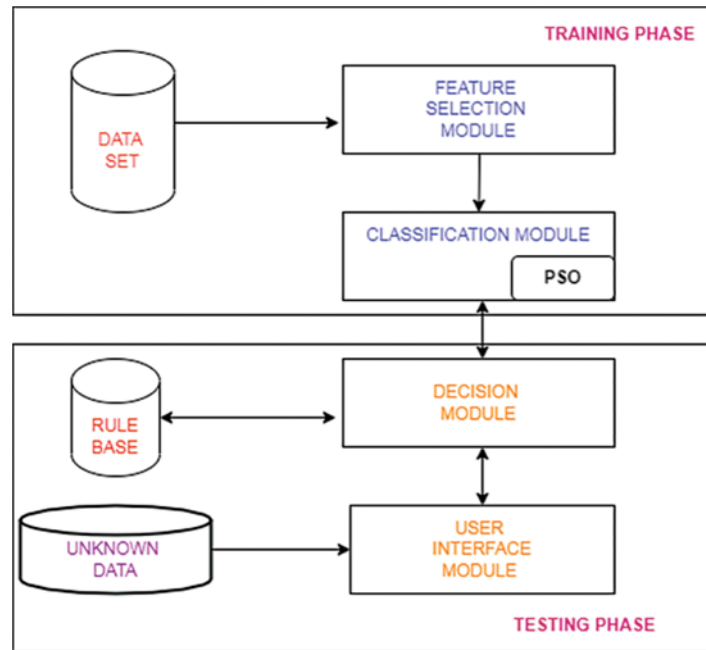 TRAINING PHASE
FEATURE
SELECTION
MODULE
DATA
SET
CLASSIFICATION MODULE
PSO
DECISION
MODULE
RULE
BASE
USER
INTERFACE
MODULE
UNKNOWN
DATA
TESTING PHASE